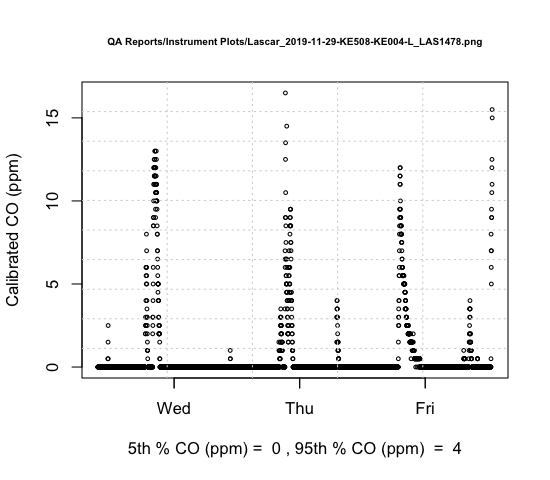 QA Reports/Instrument Plots/Lascar_2019-11-29-KE508-KE004-L_LAS1478.png
Calibrated CO (ppm)
15
10
5
0
Wed Thu Fri
5th % CO (ppm) =  0 , 95th % CO (ppm)  =  4